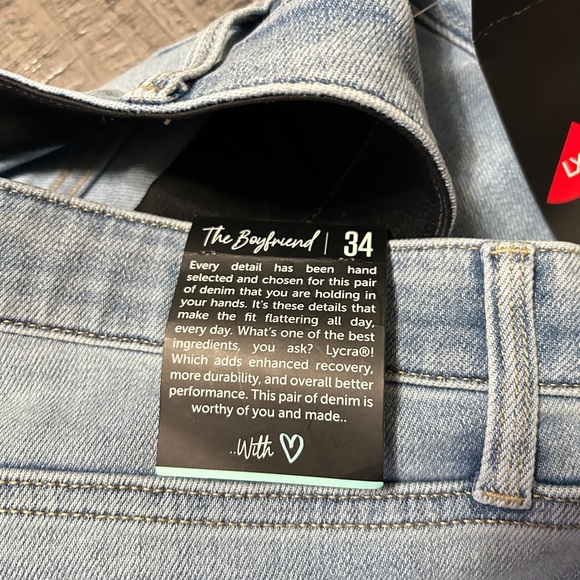 The Boyfriend | 34
Every detail has been hand
selected and chosen for this pair
of denim that you are holding in
your hands. It's these details that
make the fit flattering all day,
every day. What's one of the best
ingredients, you ask? Lycra®!
Which adds enhanced recovery,
more durability, and overall better
performance. This pair of denim is
worthy of you and made..
..With ♡
LY